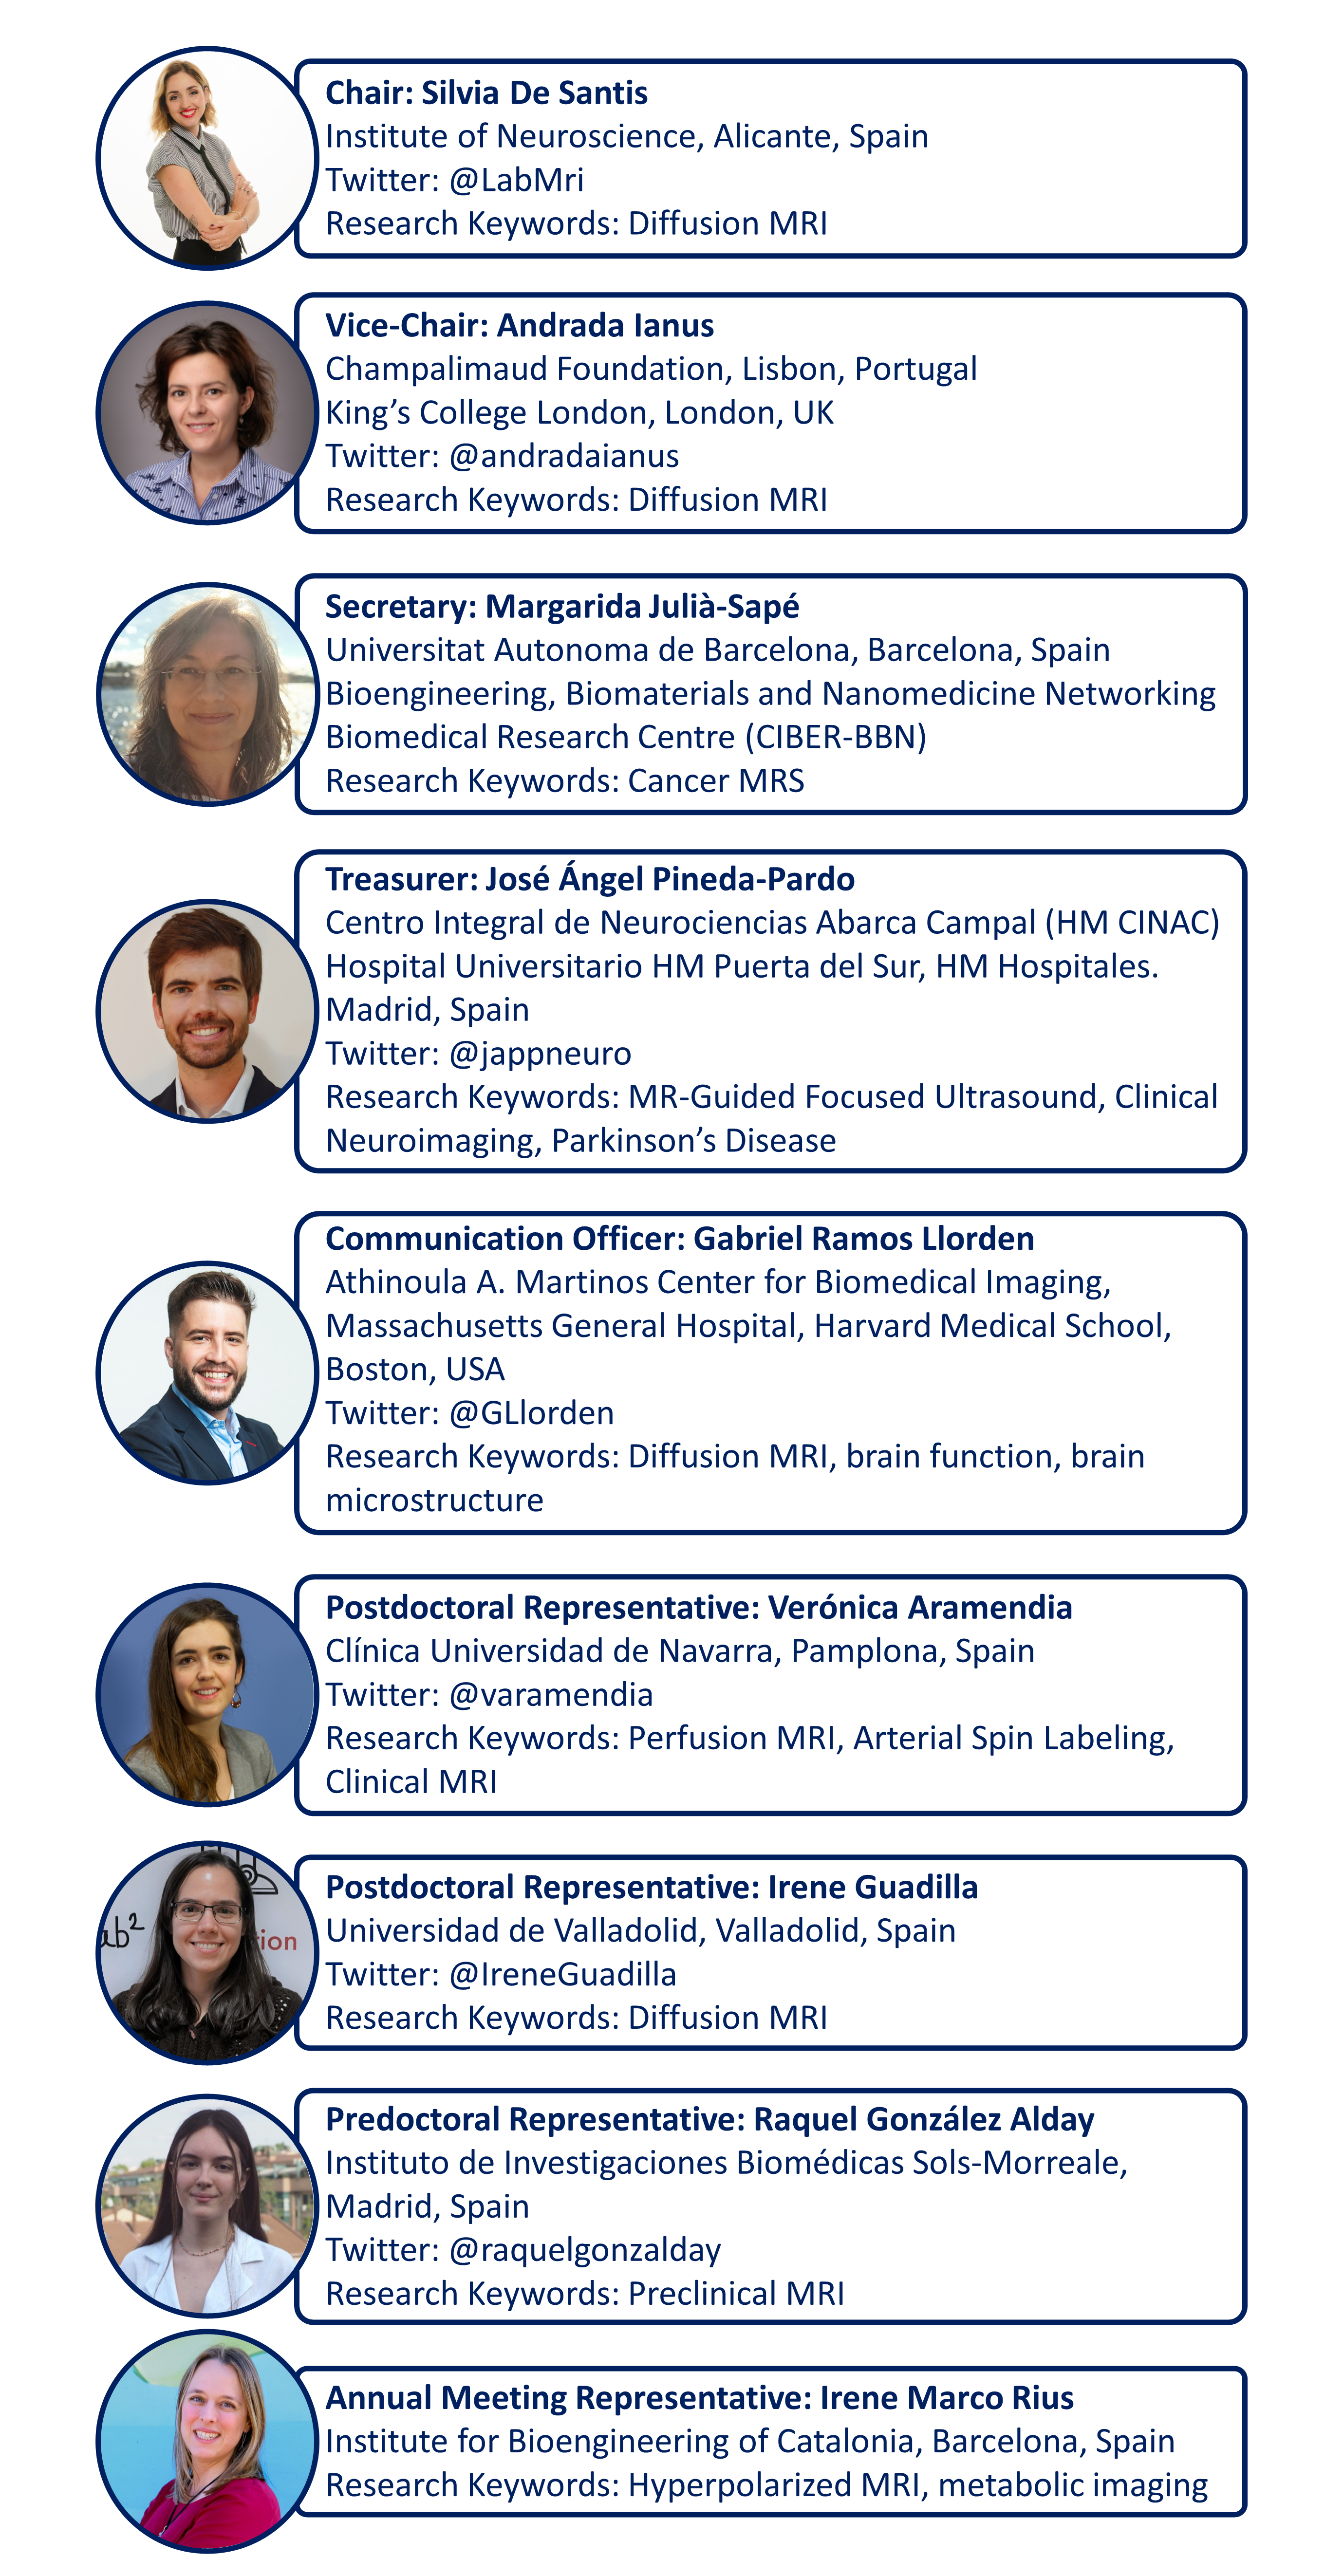 Chair: Silvia De Santis
Institute of Neuroscience, Alicante, Spain
Twitter: @LabMri
Research Keywords: Diffusion MRI
Vice-Chair: Andrada Ianus
Champalimaud Foundation, Lisbon, Portugal
King’s College London, London, UK
Twitter: @andradaianus
Research Keywords: Diffusion MRI
Secretary: Margarida Julià-Sapé
Universitat Autonoma de Barcelona, Barcelona, Spain
Bioengineering, Biomaterials and Nanomedicine Networking
Biomedical Research Centre (CIBER-BBN)
Research Keywords: Cancer MRS
Treasurer: José Ángel Pineda-Pardo
Centro Integral de Neurociencias Abarca Campal (HM CINAC)
Hospital Universitario HM Puerta del Sur, HM Hospitales.
Madrid, Spain
Twitter: @jappneuro
Research Keywords: MR-Guided Focused Ultrasound, Clinical
Neuroimaging, Parkinson’s Disease
Communication Officer: Gabriel Ramos Llorden
Athinoula A. Martinos Center for Biomedical Imaging,
Massachusetts General Hospital, Harvard Medical School,
Boston, USA
Twitter: @GLlorden
Research Keywords: Diffusion MRI, brain function, brain
microstructure
Postdoctoral Representative: Verónica Aramendia
Clínica Universidad de Navarra, Pamplona, Spain
Twitter: @varamendia
Research Keywords: Perfusion MRI, Arterial Spin Labeling,
Clinical MRI
ab²
tion
Postdoctoral Representative: Irene Guadilla
Universidad de Valladolid, Valladolid, Spain
Twitter: @IreneGuadilla
Research Keywords: Diffusion MRI
Predoctoral Representative: Raquel González Alday
Instituto de Investigaciones Biomédicas Sols-Morreale,
Madrid, Spain
Twitter: @raquelgonzalday
Research Keywords: Preclinical MRI
Annual Meeting Representative: Irene Marco Rius
Institute for Bioengineering of Catalonia, Barcelona, Spain
Research Keywords: Hyperpolarized MRI, metabolic imaging